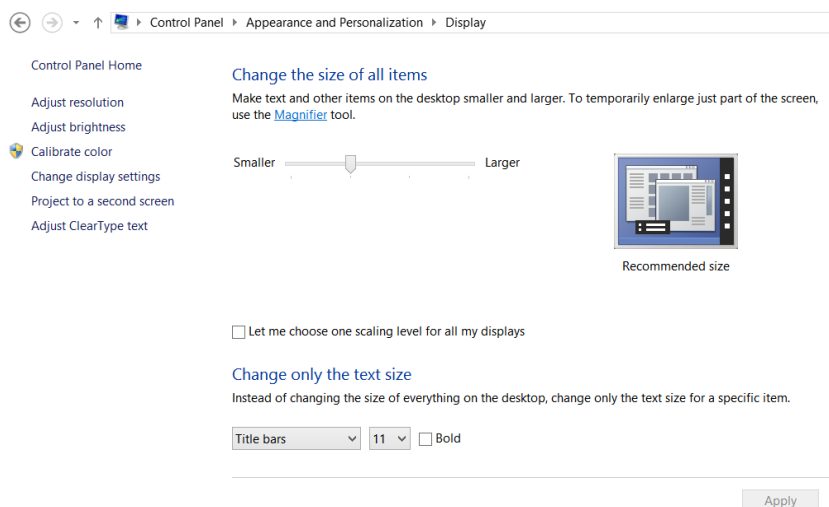 Control Panel Appearance and Personalization Display
Control Panel Home
Adjust resolution
Adjust brightness
Calibrate color
Change display settings
Project to a second screen
Adjust ClearType text
Change the size of all items
Make text and other items on the desktop smaller and larger. To temporarily enlarge just part of the screen,
use the Magnifier tool.
Smaller Larger
Recommended size
Let me choose one scaling level for all my displays
Change only the text size
Instead of changing the size of everything on the desktop, change only the text size for a specific item.
Title bars 11 Bold
Apply